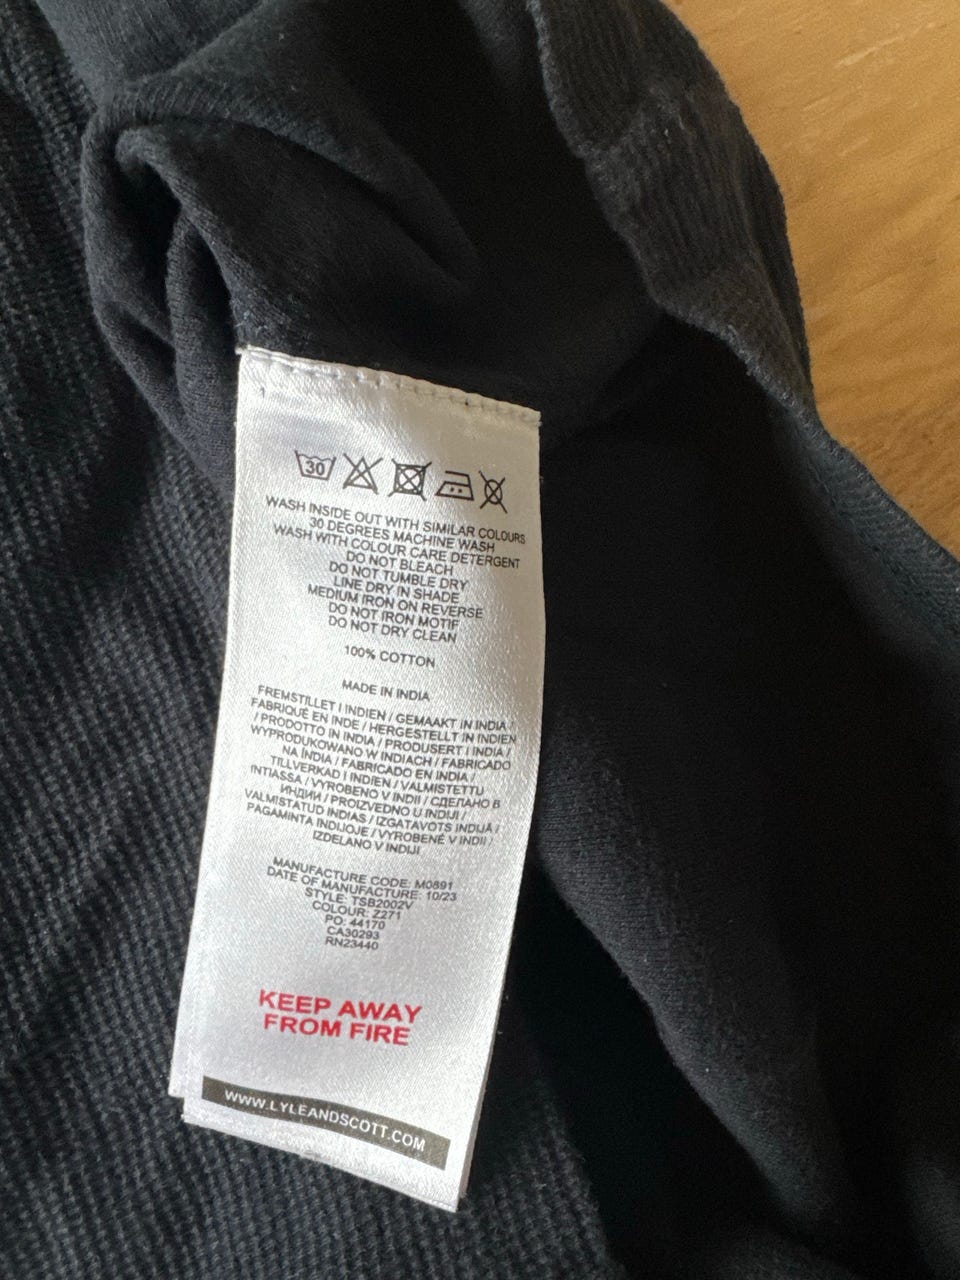 30
WASH INSIDE OUT WITH SIMILAR COLOURS
30 DEGREES MACHINE WASH
WASH WITH COLOUR CARE DETERGENT
DO NOT BLEACH
DO NOT TUMBLE DRY
LINE DRY IN SHADE
MEDIUM IRON ON REVERSE
DO NOT IRON MOTIF
DO NOT DRY CLEAN
100% COTTON
MADE IN INDIA
FREMSTILLET I INDIEN / GEMAAKT IN INDIA /
FABRIQUÉ EN INDE / HERGESTELLT IN INDIEN
/ PRODOTTO IN INDIA / PRODUSERT I INDIA /
WYPRODUKOWANO W INDIACH / FABRICADO
NA ÍNDIA / FABRICADO EN INDIA /
TILLVERKAD I INDIEN / VALMISTETTU
INTIASSA / VYROBENO V INDII / СДЕЛАНО В
ИНДИИ / PROIZVEDNO U INDIJI /
VALMISTATUD INDIAS / IZGATAVOTS INDIJĀ /
PAGAMINTA INDIJOJE / VYROBENÉ V INDII /
IZDELANO V INDIJI
MANUFACTURE CODE: M0891
DATE OF MANUFACTURE: 10/23
STYLE: TSB2002V
COLOUR: Z271
PO: 44170
CA30293
RN23440
KEEP AWAY
FROM FIRE
WWW.LYLEANDSCOTT.COM